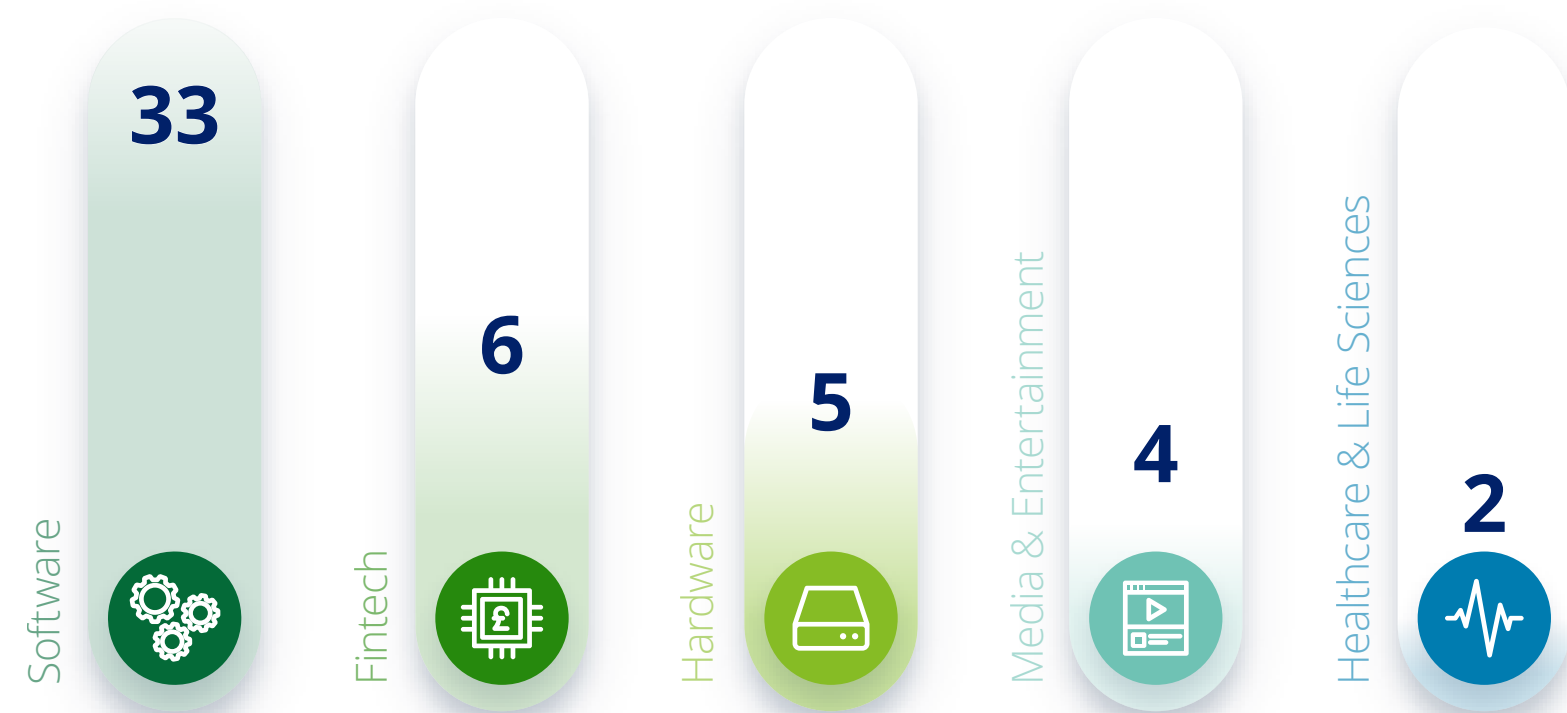 Software
33
Fintech
6
£
Hardware
5
Media & Entertainment
4
Healthcare & Life Sciences
2